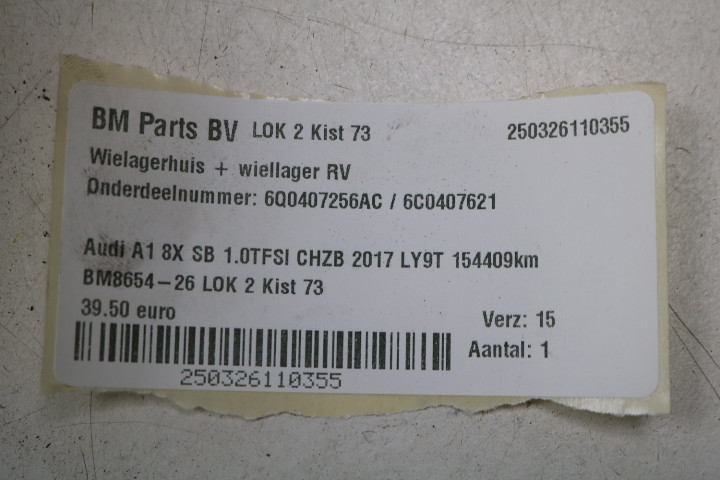 BM Parts BV LOK 2 Kist 73 250326110355
Wielagerhuis + wiellager RV
Onderdeelnummer: 6Q0407256AC / 6C0407621
Audi A1 8X SB 1.0TFSI CHZB 2017 LY9T 154409km
BM8654-26 LOK 2 Kist 73
39.50 euro
Verz: 15
Aantal: 1
250326110355